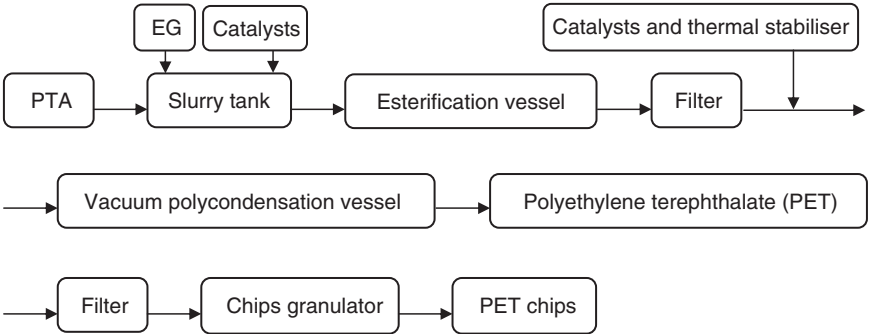 EG
Catalysts
Catalysts and thermal stabiliser
PTA
Slurry tank
Esterification vessel
Filter
Vacuum polycondensation vessel
Polyethylene terephthalate (PET)
Filter
Chips granulator
PET chips